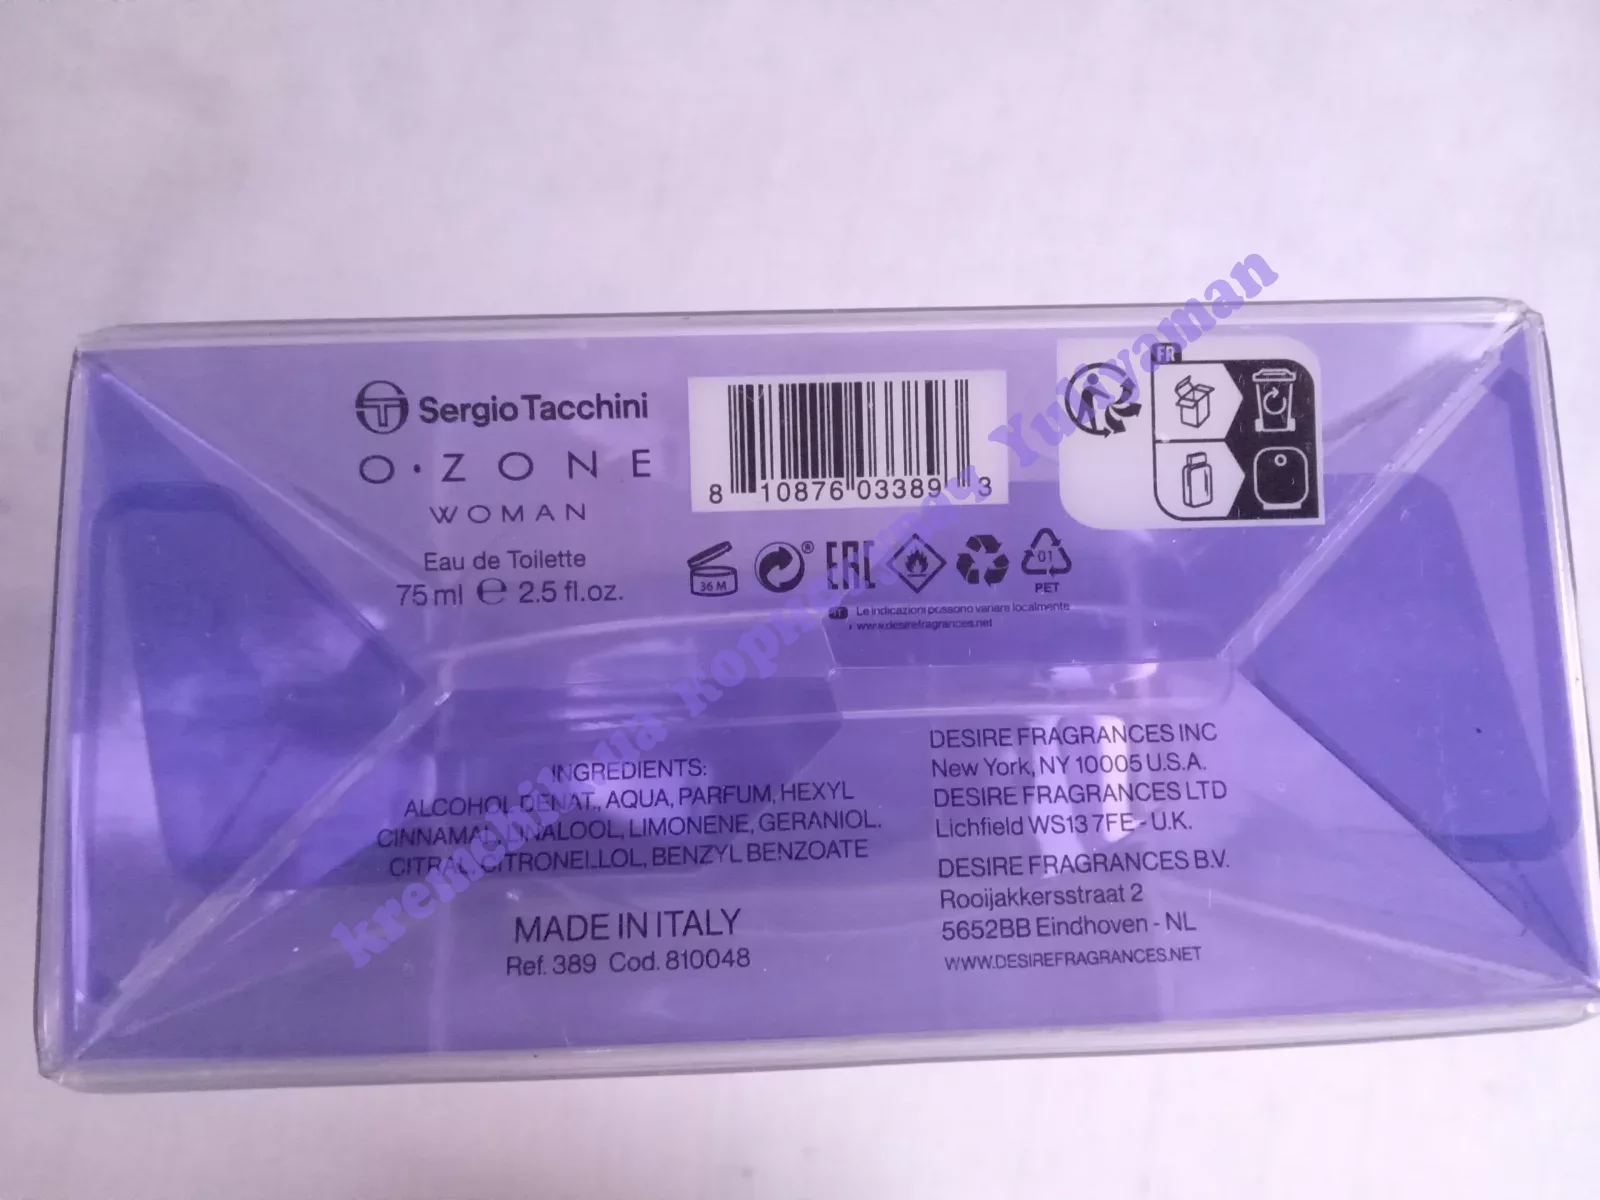 Sergio Tacchini
O·ZONE
WOMAN
Eau de Toilette
75 ml ℮ 2.5 fl.oz.
8 10876 03389 3
FR
36 M
®
EAC
01
PET
IT Le indicazioni possono variare localmente
www.desirefragrances.net
INGREDIENTS:
ALCOHOL DENAT., AQUA, PARFUM, HEXYL
CINNAMAL, LINALOOL, LIMONENE, GERANIOL,
CITRAL, CITRONELLOL, BENZYL BENZOATE
MADE IN ITALY
Ref. 389 Cod. 810048
DESIRE FRAGRANCES INC
New York, NY 10005 U.S.A.
DESIRE FRAGRANCES LTD
Lichfield WS13 7FE - U.K.
DESIRE FRAGRANCES B.V.
Rooijakkersstraat 2
5652BB Eindhoven - NL
WWW.DESIREFRAGRANCES.NET
Yuliyaman